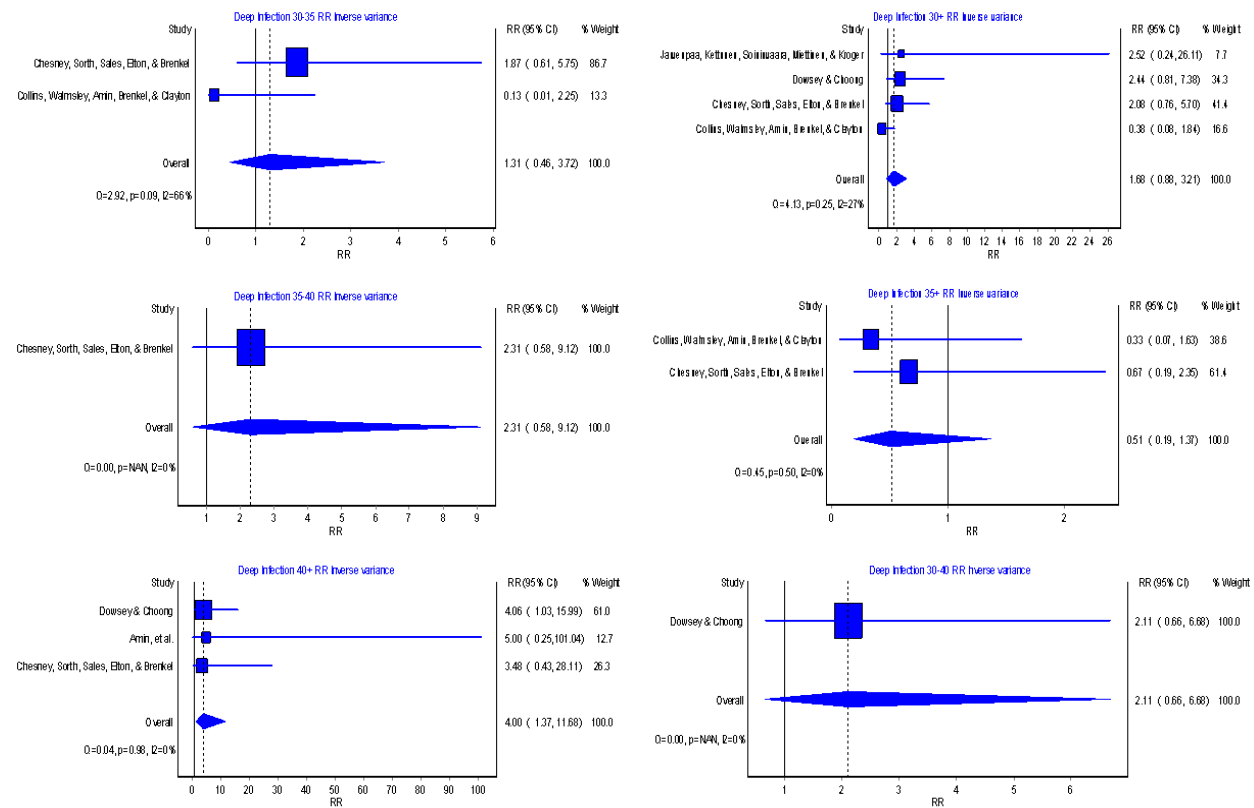 Deep Infection 30-35 RR Inverse variance
Study RR (95% CI) % Weight
Chesney, Sorth, Sales, Elton, & Brenkel 1.87 ( 0.61, 5.75) 86.7
Collins, Walmsley, Amin, Brenkel, & Clayton 0.13 ( 0.01, 2.25) 13.3
Overall 1.31 ( 0.46, 3.72) 100.0
Q=2.92, p=0.09, I2=66%
0 1 2 3 4 5 6
RR
Deep Infection 30+ RR Inverse variance
Study RR (95% CI) % Weight
& Kroger 2.52 ( 0.24,26.11) 7.7
Dowsey & Choong 2.44 ( 0.81, 7.38) 34.3
Chesney, Sorth, Sales, Elton, & Brenkel 2.08 ( 0.76, 5.70) 41.4
Collins, Walmsley, Amin, Brenkel, & Clayton 0.38 ( 0.08, 1.84) 16.6
Overall 1.68 ( 0.88, 3.21) 100.0
Q=4.13, p=0.25, I2=27%
0 2 4 6 8 10 12 14 16 18 20 22 24 26
RR
Deep Infection 35-40 RR Inverse variance
Study RR (95% CI) % Weight
Chesney, Sorth, Sales, Elton, & Brenkel 2.31 ( 0.58, 9.12) 100.0
Overall 2.31 ( 0.58, 9.12) 100.0
Q=0.00, p=NAN, I2=0%
1 2 3 4 5 6 7 8 9
RR
Deep Infection 35+ RR Inverse variance
Study RR (95% CI) % Weight
Collins, Walmsley, Amin, Brenkel, & Clayton 0.33 ( 0.07, 1.63) 38.6
Chesney, Sorth, Sales, Elton, & Brenkel 0.67 ( 0.19, 2.35) 61.4
Overall 0.51 ( 0.19, 1.37) 100.0
Q=0.45, p=0.50, I2=0%
0 1 2
RR
Deep Infection 40+ RR Inverse variance
Study RR (95% CI) % Weight
Dowsey & Choong 4.06 ( 1.03, 15.99) 61.0
Amin, et al. 5.00 ( 0.25,101.04) 12.7
Chesney, Sorth, Sales, Elton, & Brenkel 3.48 ( 0.43, 28.11) 26.3
Overall 4.00 ( 1.37, 11.68) 100.0
Q=0.04, p=0.98, I2=0%
0 10 20 30 40 50 60 70 80 90 100
RR
Deep Infection 30-40 RR Inverse variance
Study RR (95% CI) % Weight
Dowsey & Choong 2.11 ( 0.66, 6.68) 100.0
Overall 2.11 ( 0.66, 6.68) 100.0
Q=0.00, p=NAN, I2=0%
1 2 3 4 5 6
RR